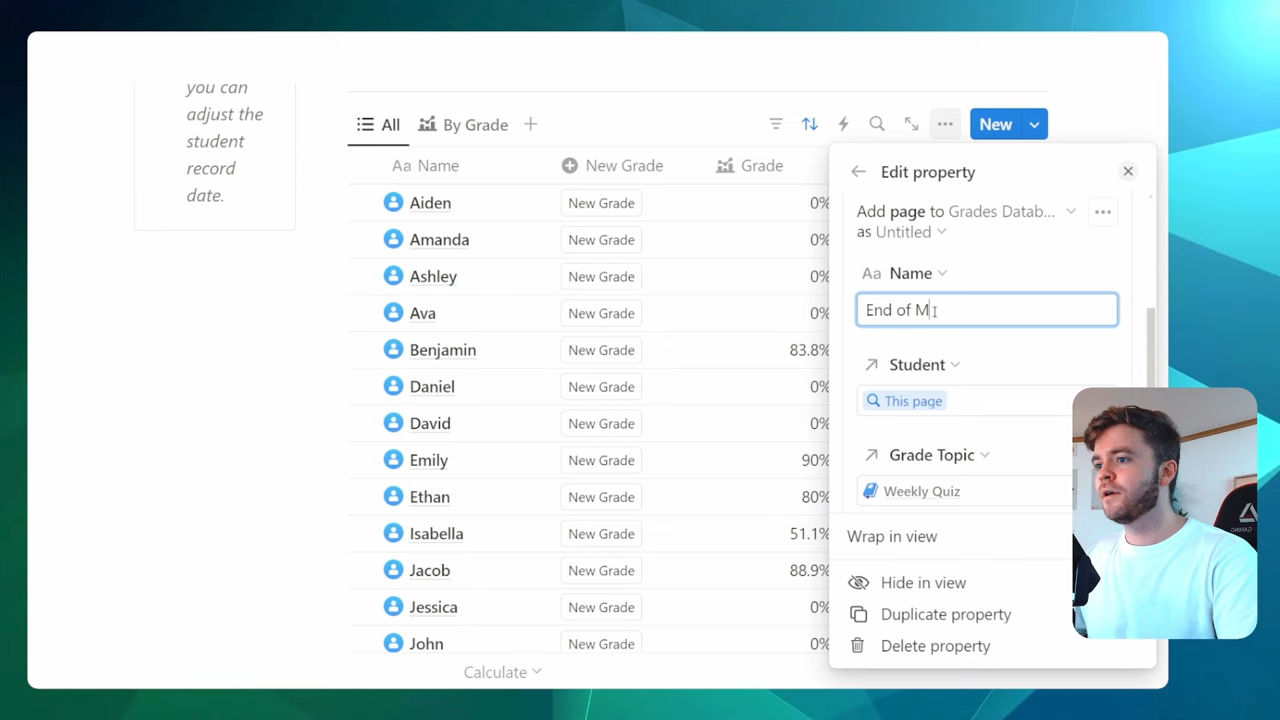 you can
adjust the
student
record
date.
All
By Grade
New
Aa Name
New Grade
Grade
Aiden New Grade 0%
Amanda New Grade 0%
Ashley New Grade 0%
Ava New Grade 0%
Benjamin New Grade 83.8%
Daniel New Grade 0%
David New Grade 0%
Emily New Grade 90%
Ethan New Grade 80%
Isabella New Grade 51.1%
Jacob New Grade 88.9%
Jessica New Grade 0%
John New Grade 0%
Calculate
Edit property
Add page to Grades Datab...
as Untitled
Aa Name
End of M
Student
This page
Grade Topic
Weekly Quiz
Wrap in view
Hide in view
Duplicate property
Delete property